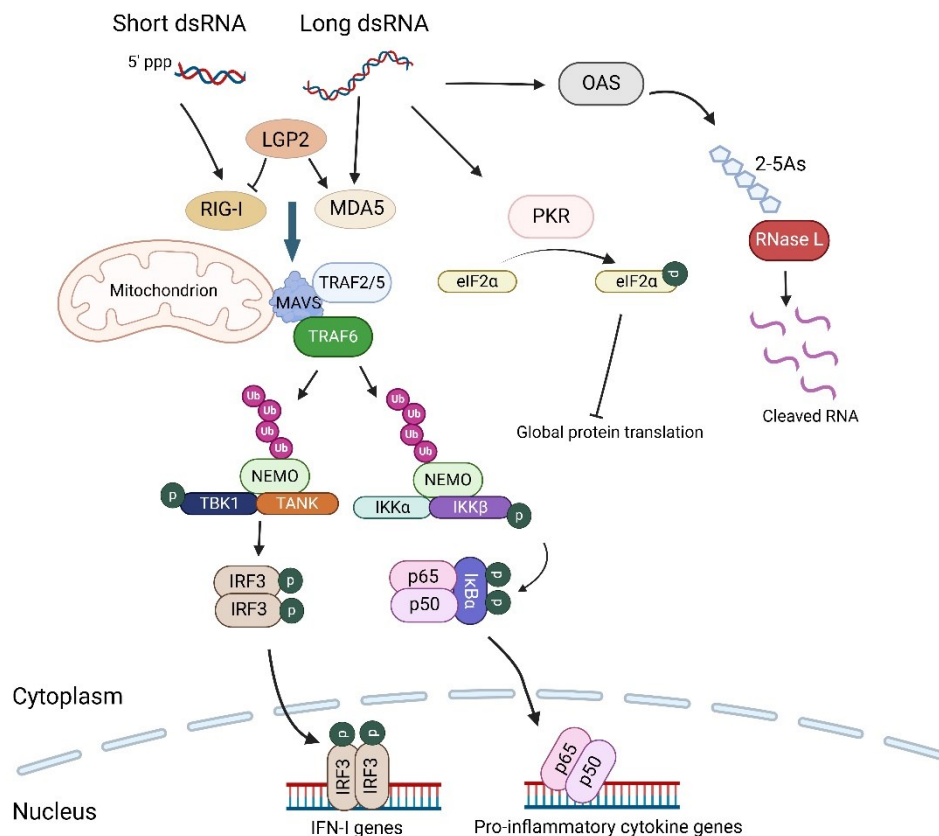 Short dsRNA
Long dsRNA
5' ppp
OAS
LGP2
2-5As
RIG-I
MDA5
PKR
RNase L
Mitochondrion
MAVS
TRAF2/5
eIF2α
eIF2α
p
TRAF6
Cleaved RNA
Global protein translation
Ub
Ub
Ub
Ub
Ub
Ub
Ub
Ub
NEMO
NEMO
p
TBK1
TANK
IKKα
IKKβ
p
IRF3
p
IRF3
p
p65
p50
IκBα
p
p
Cytoplasm
p
p
IRF3
IRF3
p65
p50
Nucleus
IFN-I genes
Pro-inflammatory cytokine genes